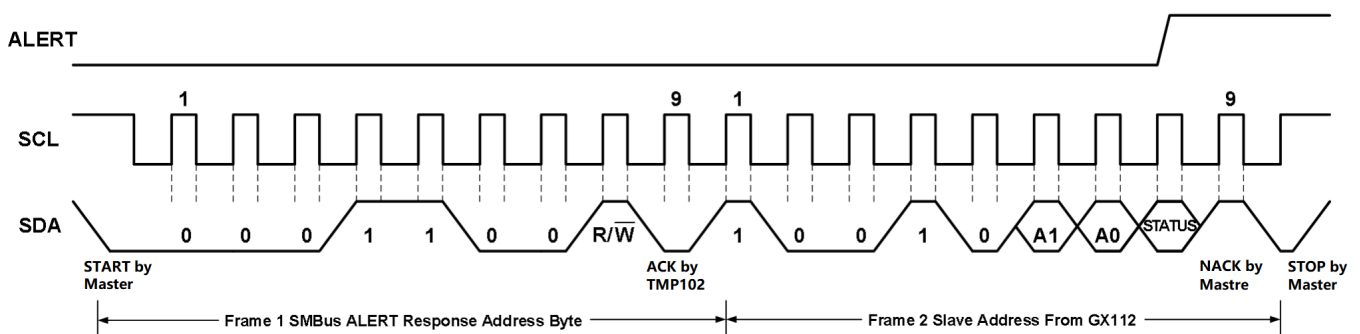 ALERT
1 9 1 9
SCL
SDA
0 0 0 1 1 0 0 R/W̅ 1 0 0 1 0 A1 A0 STATUS
START by
Master
ACK by
TMP102
NACK by
Mastre
STOP by
Master
Frame 1 SMBus ALERT Response Address Byte
Frame 2 Slave Address From GX112